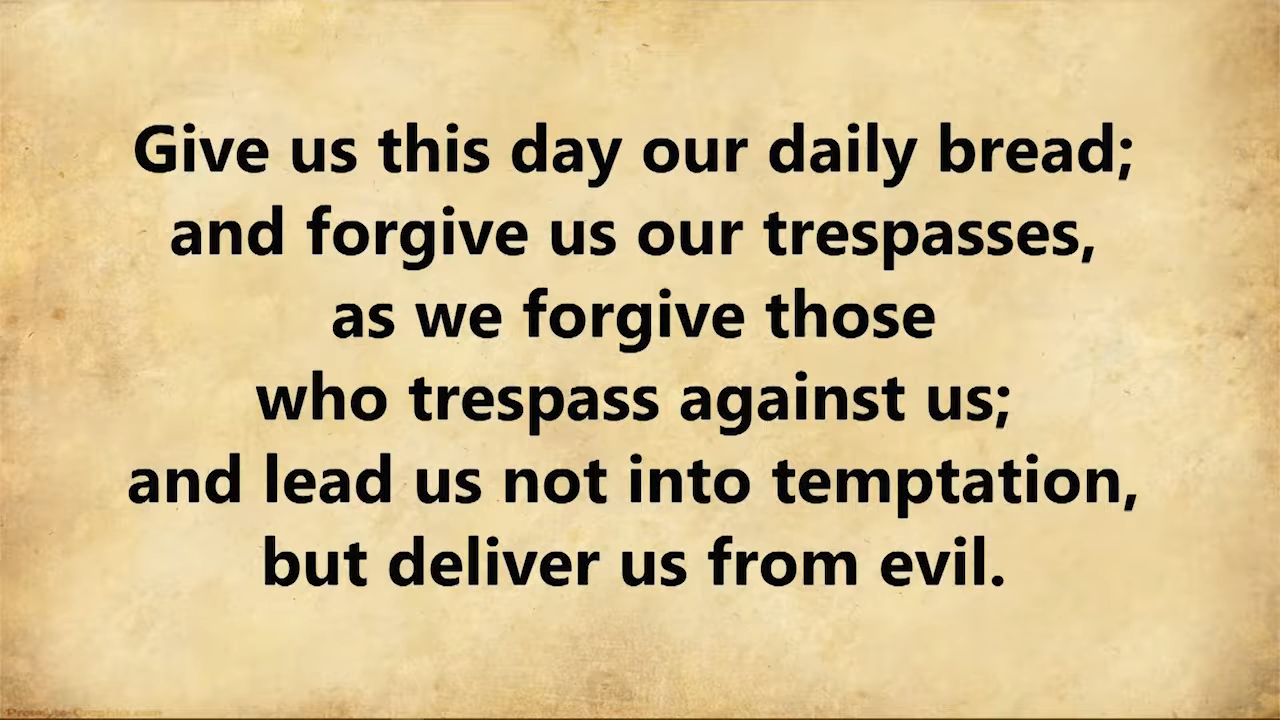 Give us this day our daily bread;
and forgive us our trespasses,
as we forgive those
who trespass against us;
and lead us not into temptation,
but deliver us from evil.